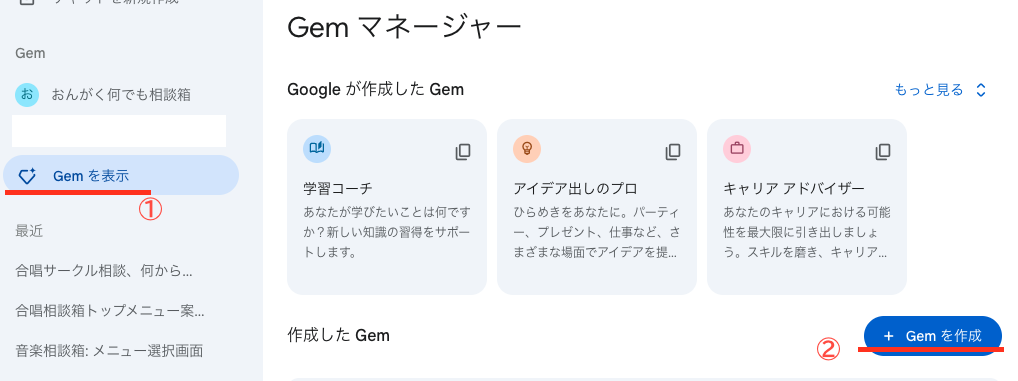 チャットを新規作成
Gem
お おんがく何でも相談箱
Gem を表示
①
最近
合唱サークル相談、何から...
合唱相談箱トップメニュー案...
音楽相談箱: メニュー選択画面
Gem マネージャー
Google が作成した Gem
もっと見る
学習コーチ
あなたが学びたいことは何です
か？新しい知識の習得をサポー
トします。
アイデア出しのプロ
ひらめきをあなたに。パーティ
ー、プレゼント、仕事など、さ
まざまな場面でアイデアを提...
キャリア アドバイザー
あなたのキャリアにおける可能
性を最大限に引き出しましょ
う。スキルを磨き、キャリア...
作成した Gem
②
+ Gem を作成